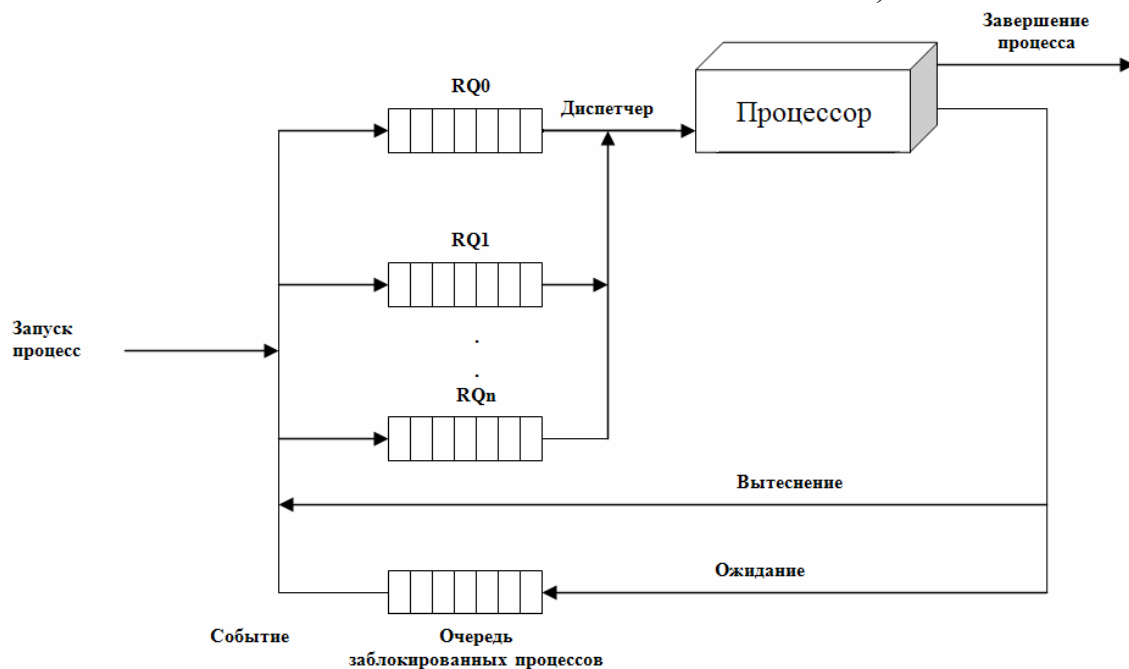 Завершение
процесса
RQ0
Диспетчер
Процессор
RQ1
Запуск
процесс
.
.
RQn
Вытеснение
Ожидание
Событие
Очередь
заблокированных процессов